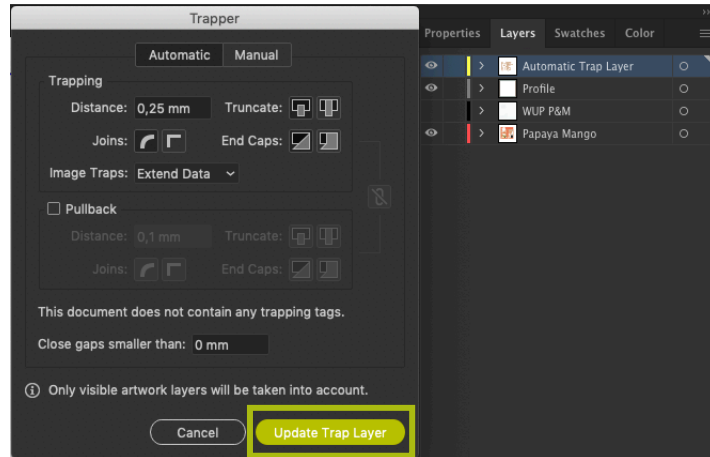 Trapper
Automatic Manual
Trapping
Distance: 0,25 mm Truncate:
Joins: End Caps:
Image Traps: Extend Data
Pullback
Distance: 0,1 mm Truncate:
Joins: End Caps:
This document does not contain any trapping tags.
Close gaps smaller than: 0 mm
Only visible artwork layers will be taken into account.
Cancel Update Trap Layer
Properties Layers Swatches Color
Automatic Trap Layer
Profile
WUP P&M
Papaya Mango